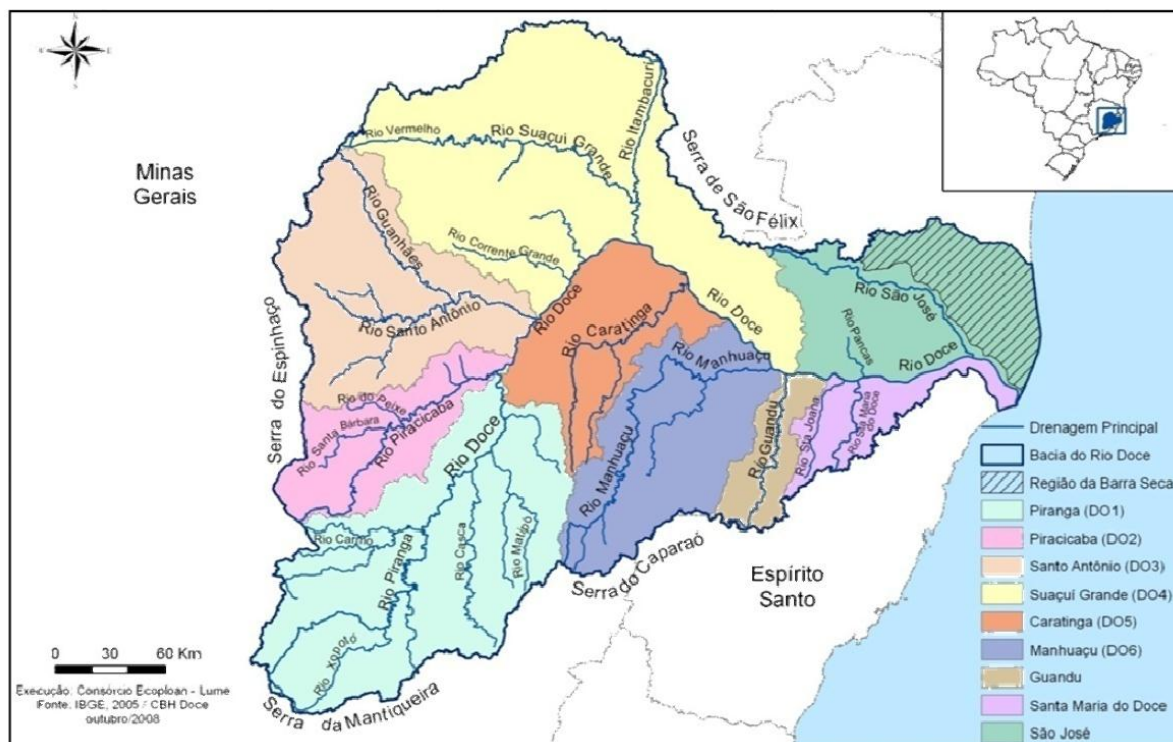 Minas
Gerais
Espírito
Santo
Serra do Espinhaço
Serra da Mantiqueira
Serra do Caparaó
Serra de São Félix
Rio Vermelho
Rio Suaçui Grande
Rio Itambacuri
Rio Guanhães
Rio Corrente Grande
Rio Santo Antônio
Rio Doce
Rio Caratinga
Rio Doce
Rio São José
Rio Pancas
Rio Doce
Rio Manhuaçu
Rio do Peixe
Rio Santa Bárbara
Rio Piracicaba
Rio Doce
Rio Manhuaçu
Rio Guandu
Rio Sta Joana
Rio Sta Maria
do Doce
Rio Carmo
Rio Piranga
Rio Casca
Rio Matipó
Rio Xopotó
0 30 60 Km
Execução: Consórcio Ecoplan - Lume
Fonte: IBGE, 2005 / CBH Doce
outubro/2008
Drenagem Principal
Bacia do Rio Doce
Região da Barra Seca
Piranga (DO1)
Piracicaba (DO2)
Santo Antônio (DO3)
Suaçuí Grande (DO4)
Caratinga (DO5)
Manhuaçu (DO6)
Guandu
Santa Maria do Doce
São José